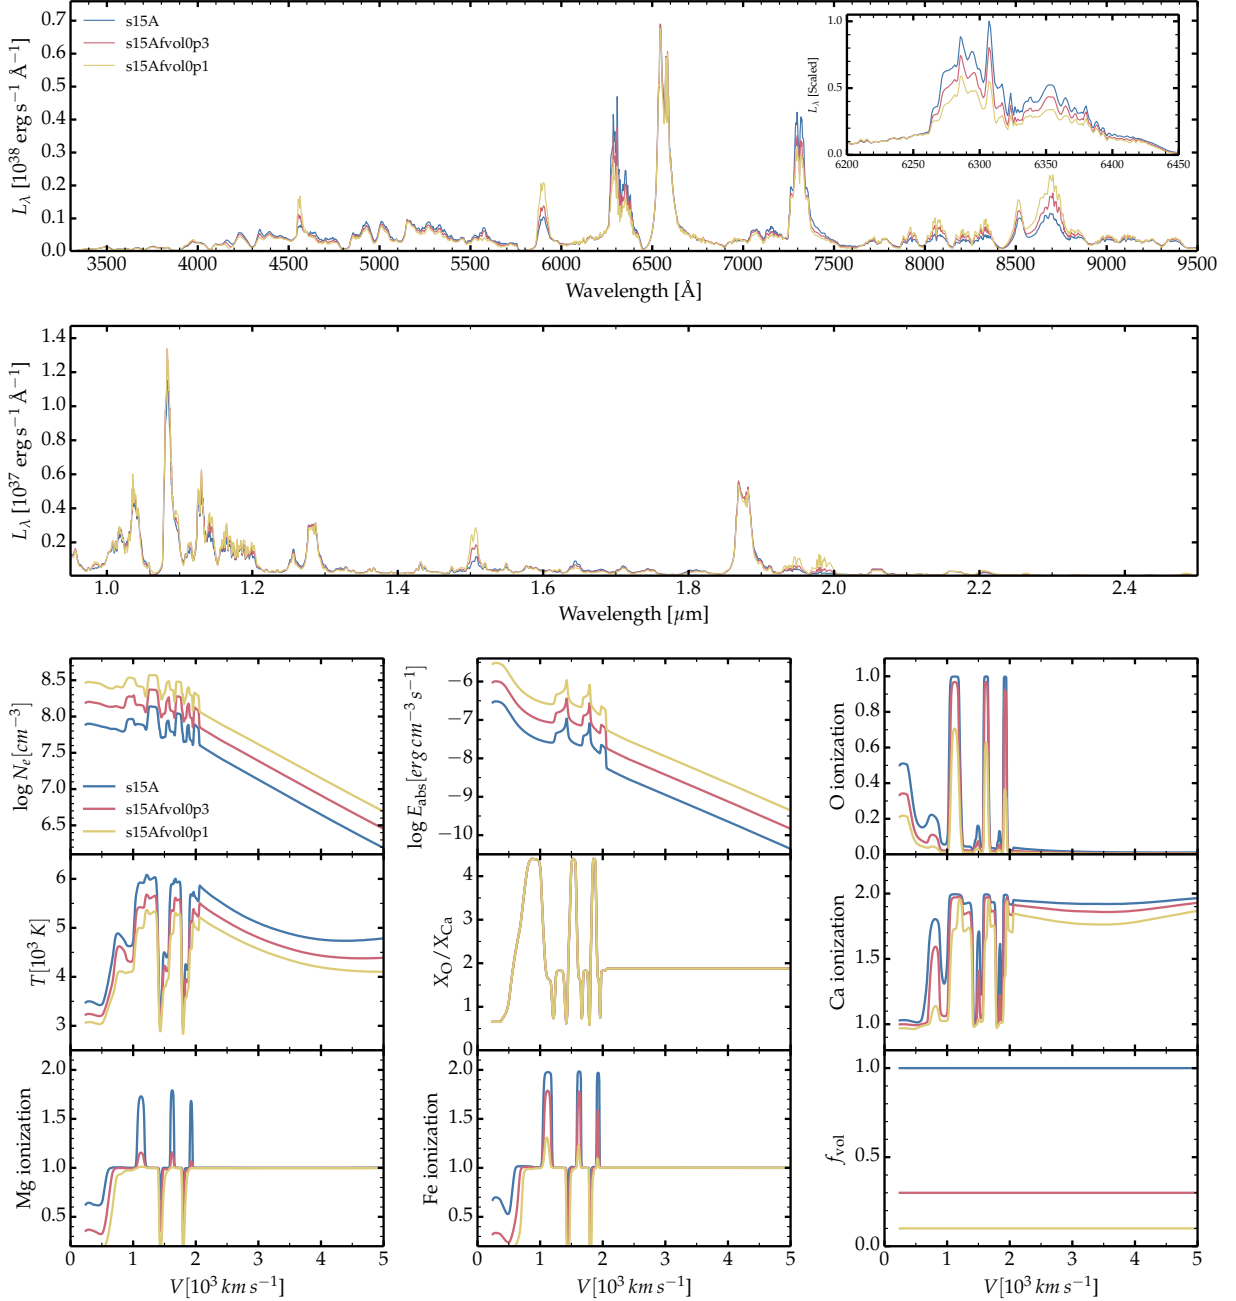 0.7
0.6
0.5
0.4
0.3
0.2
0.1
0.0
L_λ [10^38 erg s^−1 Å^−1]
s15A
s15Afvol0p3
s15Afvol0p1
1.0
0.5
0.0
L_λ [Scaled]
6200 6250 6300 6350 6400 6450
3500 4000 4500 5000 5500 6000 6500 7000 7500 8000 8500 9000 9500
Wavelength [Å]
1.4
1.2
1.0
0.8
0.6
0.4
0.2
L_λ [10^37 erg s^−1 Å^−1]
1.0 1.2 1.4 1.6 1.8 2.0 2.2 2.4
Wavelength [μm]
8.5
8.0
7.5
7.0
6.5
log N_e[cm^−3]
s15A
s15Afvol0p3
s15Afvol0p1
−6
−7
−8
−9
−10
log E_abs[erg cm^−3 s^−1]
1.0
0.8
0.6
0.4
0.2
0.0
O ionization
6
5
4
3
T[10^3 K]
4
3
2
1
0
X_O/X_Ca
2.0
1.5
1.0
Ca ionization
2.0
1.5
1.0
0.5
Mg ionization
0 1 2 3 4 5
V[10^3 km s^−1]
2.0
1.5
1.0
0.5
Fe ionization
0 1 2 3 4 5
V[10^3 km s^−1]
1.0
0.5
0.0
f_vol
0 1 2 3 4 5
V[10^3 km s^−1]